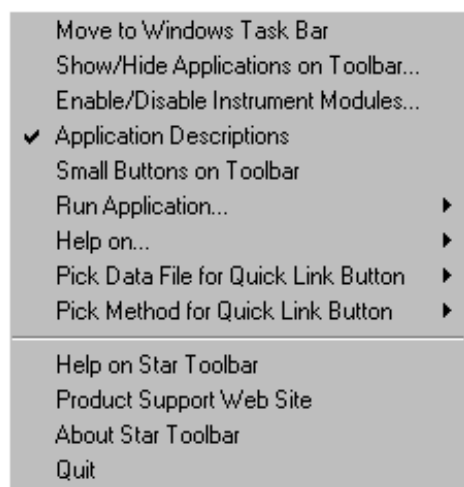 Move to Windows Task Bar
Show/Hide Applications on Toolbar...
Enable/Disable Instrument Modules...
Application Descriptions
Small Buttons on Toolbar
Run Application...
Help on...
Pick Data File for Quick Link Button
Pick Method for Quick Link Button
Help on Star Toolbar
Product Support Web Site
About Star Toolbar
Quit